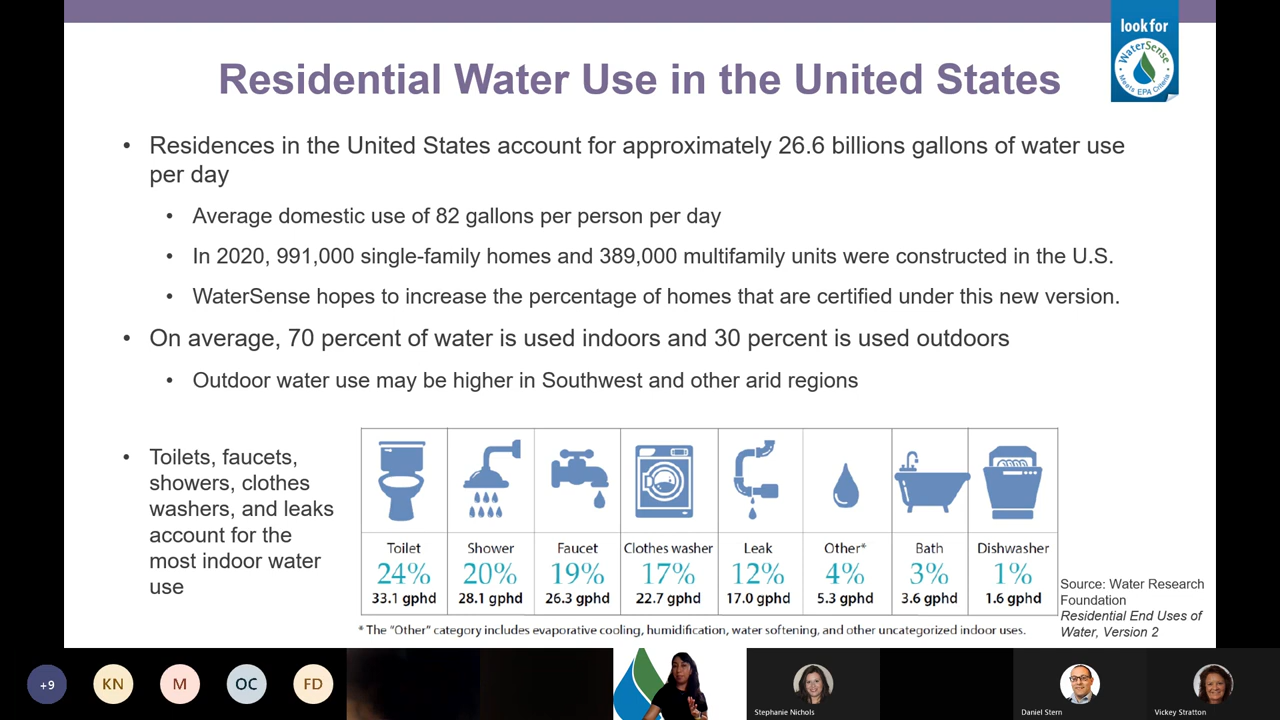 look for
WaterSense
Meets EPA Criteria
Residential Water Use in the United States
• Residences in the United States account for approximately 26.6 billions gallons of water use
per day
• Average domestic use of 82 gallons per person per day
• In 2020, 991,000 single-family homes and 389,000 multifamily units were constructed in the U.S.
• WaterSense hopes to increase the percentage of homes that are certified under this new version.
• On average, 70 percent of water is used indoors and 30 percent is used outdoors
• Outdoor water use may be higher in Southwest and other arid regions
• Toilets, faucets,
showers, clothes
washers, and leaks
account for the
most indoor water
use
Toilet Shower Faucet Clothes washer Leak Other* Bath Dishwasher
24% 20% 19% 17% 12% 4% 3% 1%
33.1 gphd 28.1 gphd 26.3 gphd 22.7 gphd 17.0 gphd 5.3 gphd 3.6 gphd 1.6 gphd
* The "Other" category includes evaporative cooling, humidification, water softening, and other uncategorized indoor uses.
Source: Water Research
Foundation
Residential End Uses of
Water, Version 2
+9 KN M OC FD
Stephanie Nichols Daniel Stern Vickey Stratton